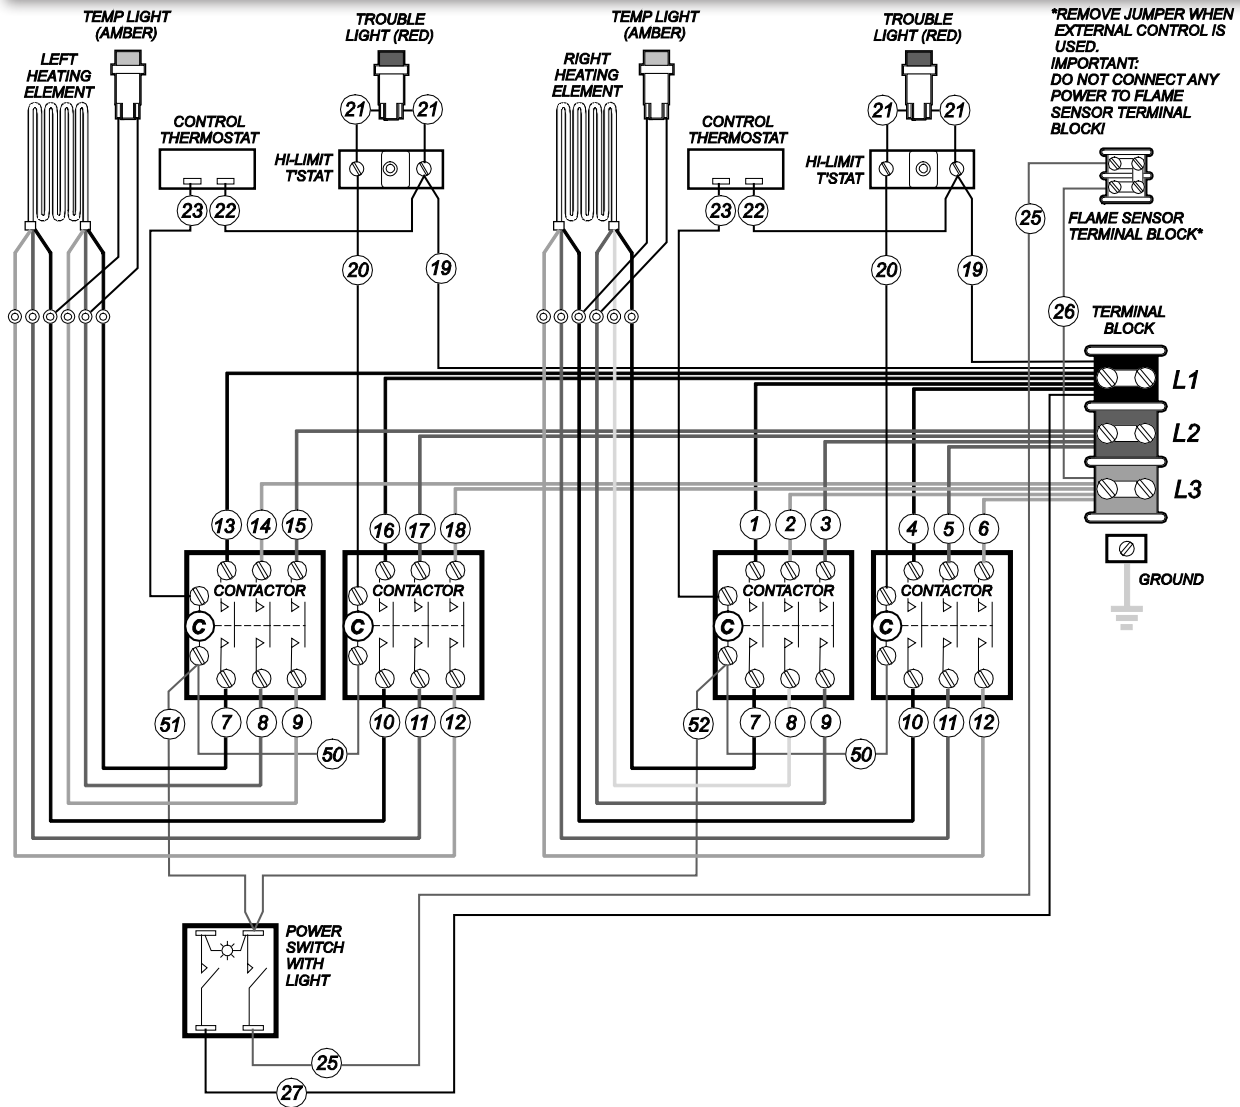 TEMP LIGHT
(AMBER)
TROUBLE
LIGHT (RED)
TEMP LIGHT
(AMBER)
TROUBLE
LIGHT (RED)
*REMOVE JUMPER WHEN
EXTERNAL CONTROL IS
USED.
IMPORTANT:
DO NOT CONNECT ANY
POWER TO FLAME
SENSOR TERMINAL
BLOCK!
LEFT
HEATING
ELEMENT
RIGHT
HEATING
ELEMENT
21
21
21
21
CONTROL
THERMOSTAT
HI-LIMIT
T'STAT
CONTROL
THERMOSTAT
HI-LIMIT
T'STAT
23
22
23
22
25
FLAME SENSOR
TERMINAL BLOCK*
20
19
20
19
26
TERMINAL
BLOCK
L1
L2
L3
13
14
15
16
17
18
1
2
3
4
5
6
GROUND
CONTACTOR
CONTACTOR
CONTACTOR
CONTACTOR
C
C
C
C
51
7
8
9
10
11
12
52
7
8
9
10
11
12
50
50
POWER
SWITCH
WITH
LIGHT
25
27